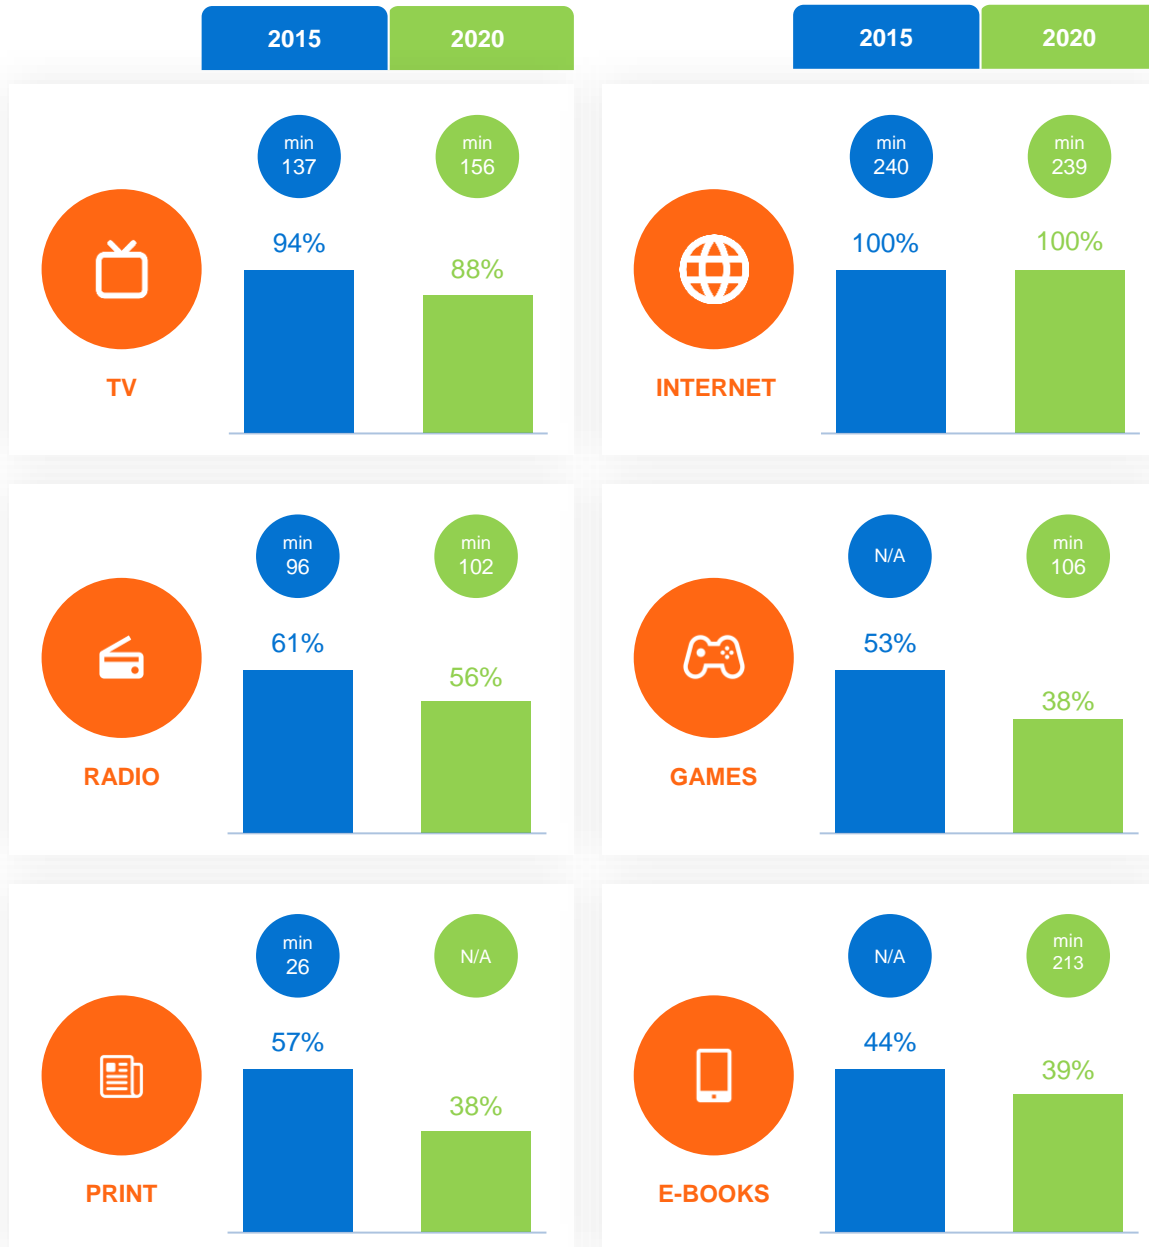 2015
2020
2015
2020
min
137
min
156
94%
88%
TV
min
240
min
239
100%
100%
INTERNET
min
96
min
102
61%
56%
RADIO
N/A
min
106
53%
38%
GAMES
min
26
N/A
57%
38%
PRINT
N/A
min
213
44%
39%
E-BOOKS